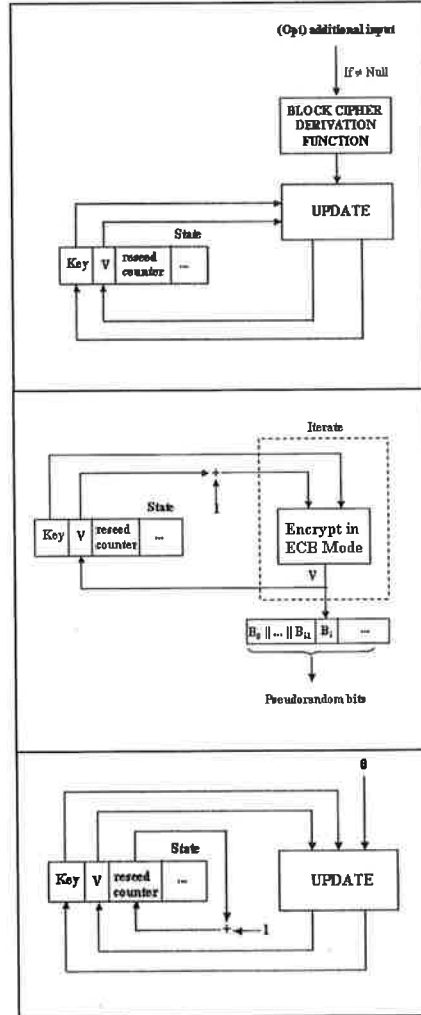 (Opt) additional input
If ≠ Null
BLOCK CIPHER
DERIVATION
FUNCTION
UPDATE
State
Key V reseed counter ...
Iterate
+
1
State
Key V reseed counter ...
Encrypt in
ECB Mode
V
B₀ || ... || Bᵢ₁ Bᵢ ...
Pseudorandom bits
0
State
Key V reseed counter ...
UPDATE
+
1